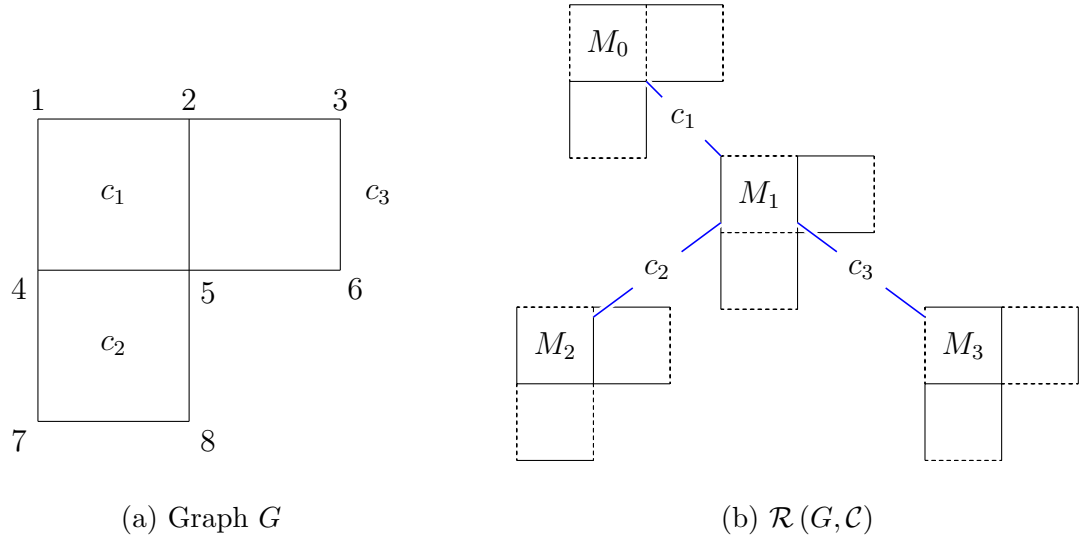 1 2 3
c₁ c₃
4 5 6
c₂
7 8
(a) Graph G
M₀
c₁
M₁
c₂ c₃
M₂ M₃
(b) R (G, C)